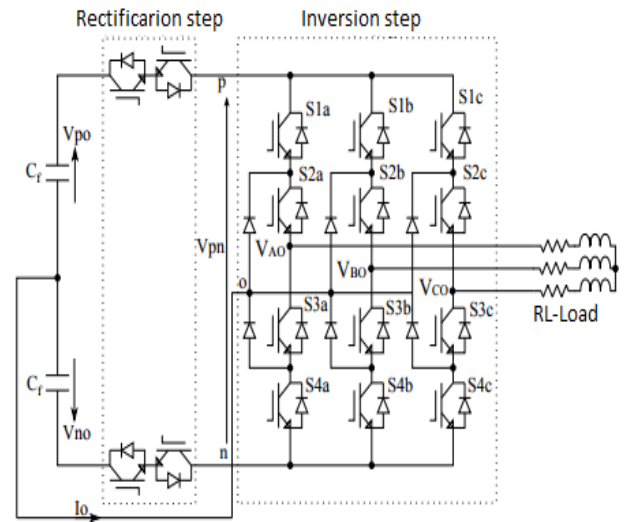 Rectificarion step
Inversion step
p
S1a
S1b
S1c
Vpo
Cf
S2a
S2b
S2c
Vpn
VAO
VBO
VCO
o
RL-Load
S3a
S3b
S3c
Cf
S4a
S4b
S4c
Vno
n
Io